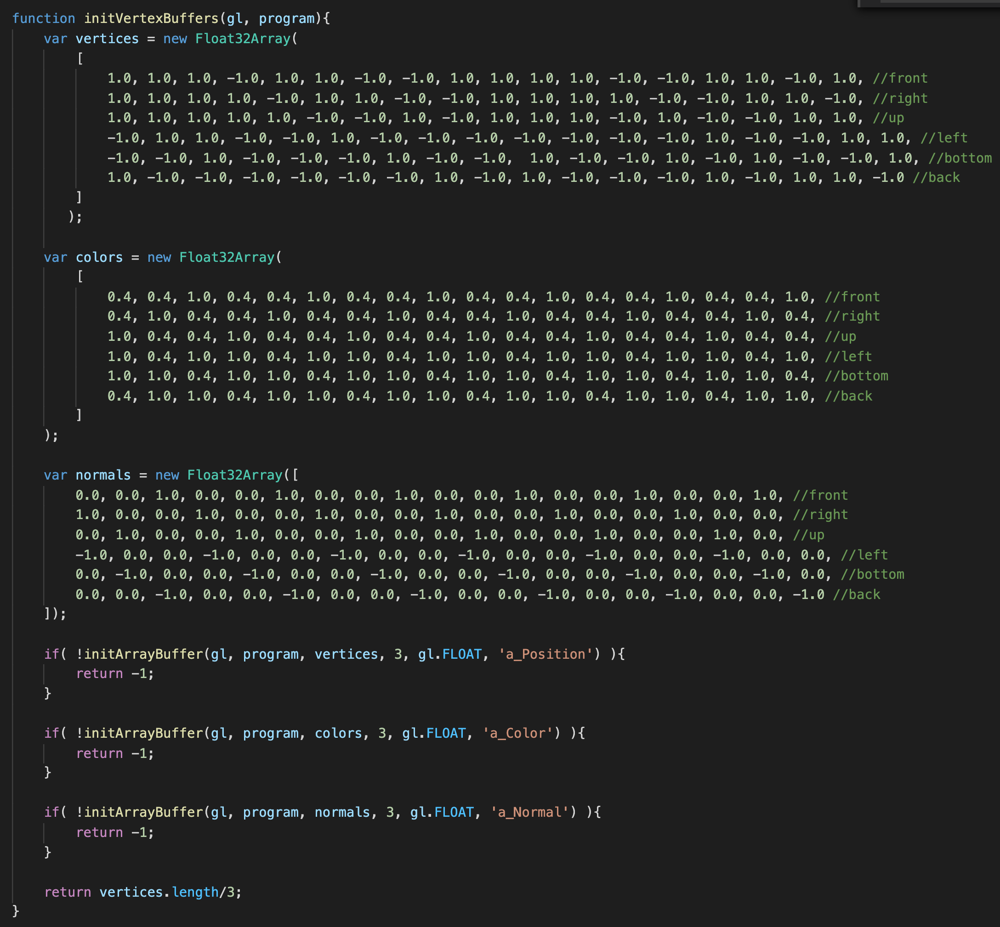 function initVertexBuffers(gl, program){
    var vertices = new Float32Array(
        [
            1.0, 1.0, 1.0, -1.0, 1.0, 1.0, -1.0, -1.0, 1.0, 1.0, 1.0, 1.0, -1.0, -1.0, 1.0, 1.0, -1.0, 1.0, //front
            1.0, 1.0, 1.0, 1.0, -1.0, 1.0, 1.0, -1.0, -1.0, 1.0, 1.0, 1.0, 1.0, -1.0, -1.0, 1.0, 1.0, -1.0, //right
            1.0, 1.0, 1.0, 1.0, 1.0, -1.0, -1.0, 1.0, -1.0, 1.0, 1.0, 1.0, -1.0, 1.0, -1.0, -1.0, 1.0, 1.0, //up
            -1.0, 1.0, 1.0, -1.0, -1.0, 1.0, -1.0, -1.0, -1.0, -1.0, -1.0, -1.0, -1.0, 1.0, -1.0, -1.0, 1.0, 1.0, //left
            -1.0, -1.0, 1.0, -1.0, -1.0, -1.0, 1.0, -1.0, -1.0,  1.0, -1.0, -1.0, 1.0, -1.0, 1.0, -1.0, -1.0, 1.0, //bottom
            1.0, -1.0, -1.0, -1.0, -1.0, -1.0, -1.0, 1.0, -1.0, 1.0, -1.0, -1.0, -1.0, 1.0, -1.0, 1.0, 1.0, -1.0 //back
        ]
       );
    var colors = new Float32Array(
        [
            0.4, 0.4, 1.0, 0.4, 0.4, 1.0, 0.4, 0.4, 1.0, 0.4, 0.4, 1.0, 0.4, 0.4, 1.0, 0.4, 0.4, 1.0, //front
            0.4, 1.0, 0.4, 0.4, 1.0, 0.4, 0.4, 1.0, 0.4, 0.4, 1.0, 0.4, 0.4, 1.0, 0.4, 0.4, 1.0, 0.4, //right
            1.0, 0.4, 0.4, 1.0, 0.4, 0.4, 1.0, 0.4, 0.4, 1.0, 0.4, 0.4, 1.0, 0.4, 0.4, 1.0, 0.4, 0.4, //up
            1.0, 0.4, 1.0, 1.0, 0.4, 1.0, 1.0, 0.4, 1.0, 1.0, 0.4, 1.0, 1.0, 0.4, 1.0, 1.0, 0.4, 1.0, //left
            1.0, 1.0, 0.4, 1.0, 1.0, 0.4, 1.0, 1.0, 0.4, 1.0, 1.0, 0.4, 1.0, 1.0, 0.4, 1.0, 1.0, 0.4, //bottom
            0.4, 1.0, 1.0, 0.4, 1.0, 1.0, 0.4, 1.0, 1.0, 0.4, 1.0, 1.0, 0.4, 1.0, 1.0, 0.4, 1.0, 1.0, //back
        ]
    );
    var normals = new Float32Array([
        0.0, 0.0, 1.0, 0.0, 0.0, 1.0, 0.0, 0.0, 1.0, 0.0, 0.0, 1.0, 0.0, 0.0, 1.0, 0.0, 0.0, 1.0, //front
        1.0, 0.0, 0.0, 1.0, 0.0, 0.0, 1.0, 0.0, 0.0, 1.0, 0.0, 0.0, 1.0, 0.0, 0.0, 1.0, 0.0, 0.0, //right
        0.0, 1.0, 0.0, 0.0, 1.0, 0.0, 0.0, 1.0, 0.0, 0.0, 1.0, 0.0, 0.0, 1.0, 0.0, 0.0, 1.0, 0.0, //up
        -1.0, 0.0, 0.0, -1.0, 0.0, 0.0, -1.0, 0.0, 0.0, -1.0, 0.0, 0.0, -1.0, 0.0, 0.0, -1.0, 0.0, 0.0, //left
        0.0, -1.0, 0.0, 0.0, -1.0, 0.0, 0.0, -1.0, 0.0, 0.0, -1.0, 0.0, 0.0, -1.0, 0.0, 0.0, -1.0, 0.0, //bottom
        0.0, 0.0, -1.0, 0.0, 0.0, -1.0, 0.0, 0.0, -1.0, 0.0, 0.0, -1.0, 0.0, 0.0, -1.0, 0.0, 0.0, -1.0 //back
    ]);
    if( !initArrayBuffer(gl, program, vertices, 3, gl.FLOAT, 'a_Position') ){
        return -1;
    }
    if( !initArrayBuffer(gl, program, colors, 3, gl.FLOAT, 'a_Color') ){
        return -1;
    }
    if( !initArrayBuffer(gl, program, normals, 3, gl.FLOAT, 'a_Normal') ){
        return -1;
    }
    return vertices.length/3;
}